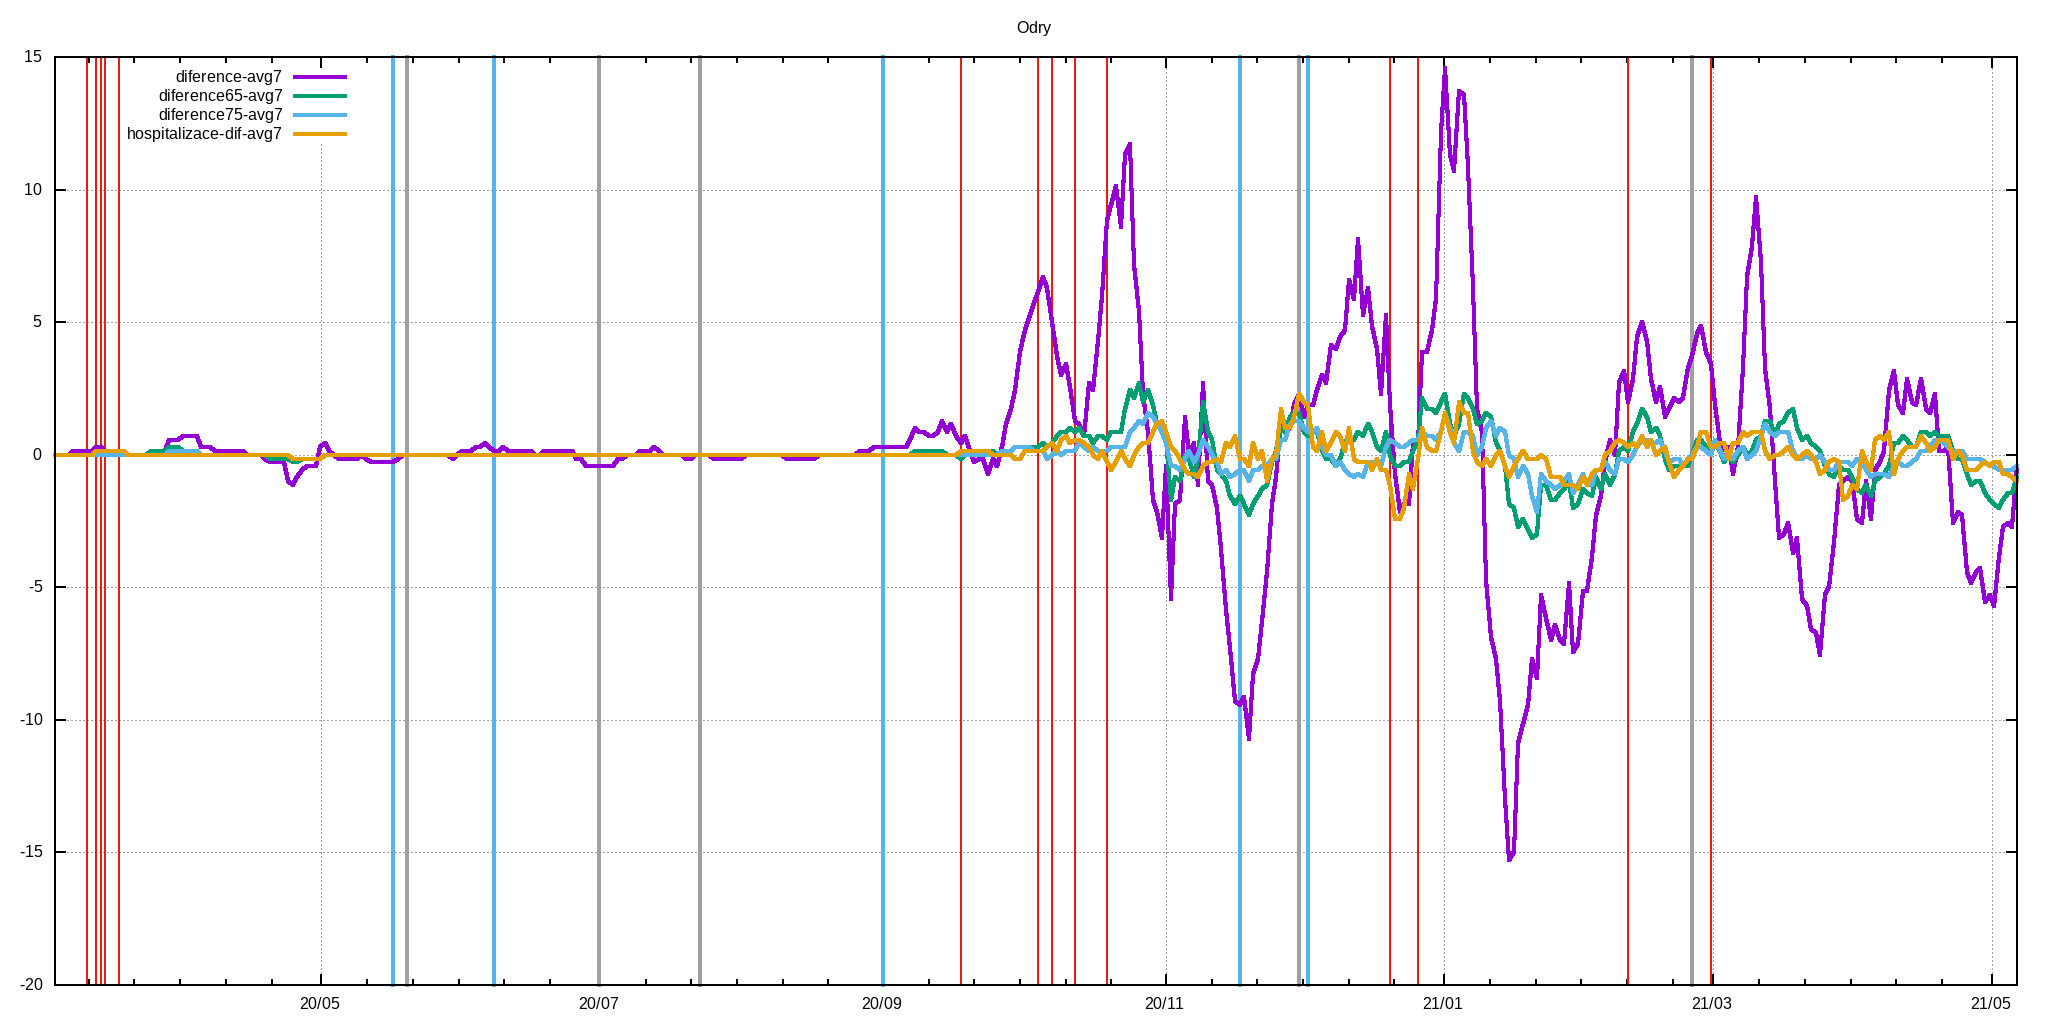 Odry
diference-avg7
diference65-avg7
diference75-avg7
hospitalizace-dif-avg7
15
10
5
0
-5
-10
-15
-20
20/05 20/07 20/09 20/11 21/01 21/03 21/05